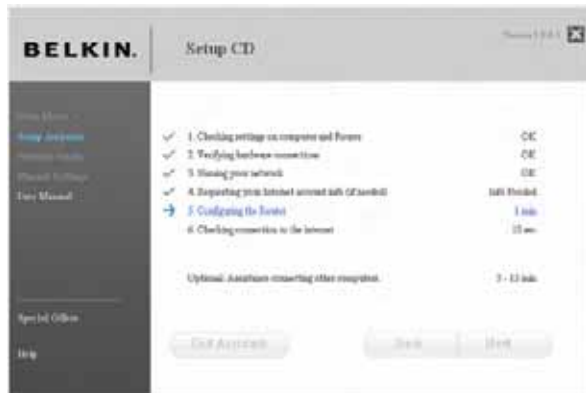 BELKIN.
Setup CD
Setup Assistant
User Manual
Special Offers
Help
1. Checking settings on computer and Router OK
2. Verifying hardware connections OK
3. Naming your network OK
4. Requesting your Internet account info (if needed) Info Needed
5. Configuring the Router 1 min
6. Checking connection to the internet 15 sec
Optional: Assistance connecting other computers. 5 - 15 min
Exit Assistant
Back
Next